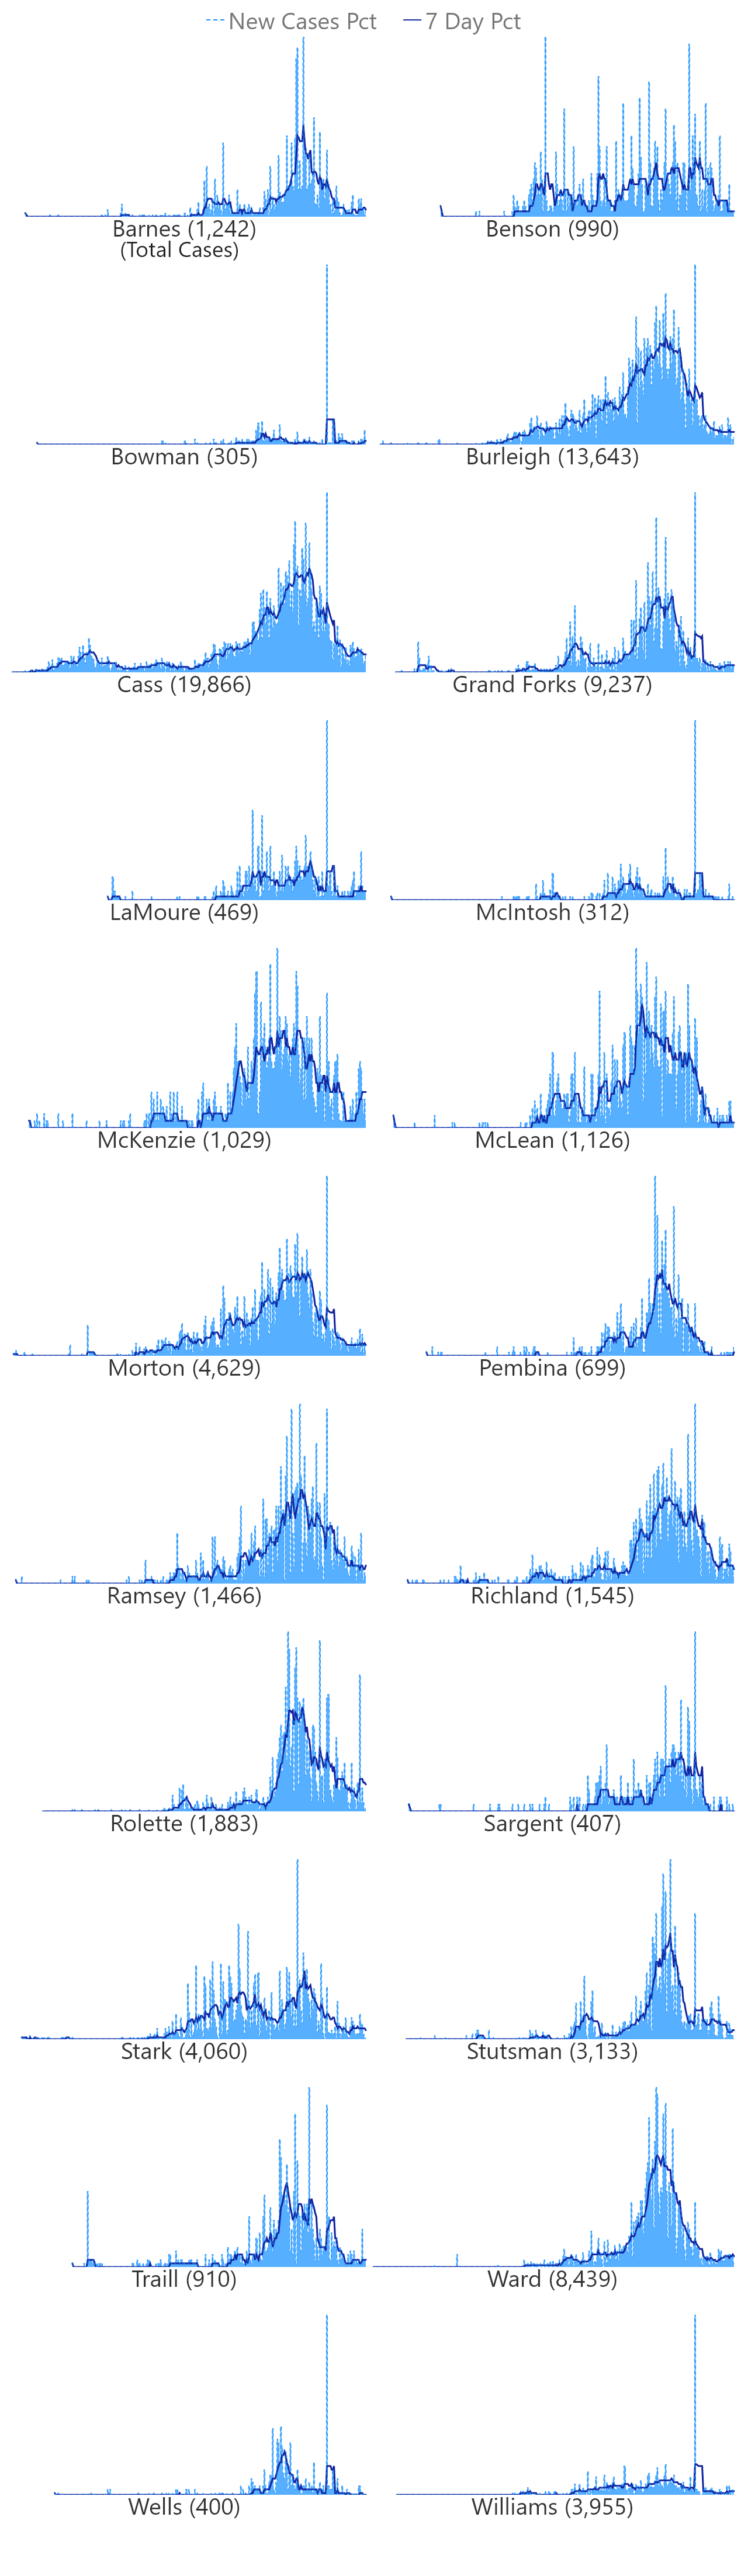 New Cases Pct 7 Day Pct
Barnes (1,242) Benson (990)
(Total Cases)
Bowman (305) Burleigh (13,643)
Cass (19,866) Grand Forks (9,237)
LaMoure (469) McIntosh (312)
McKenzie (1,029) McLean (1,126)
Morton (4,629) Pembina (699)
Ramsey (1,466) Richland (1,545)
Rolette (1,883) Sargent (407)
Stark (4,060) Stutsman (3,133)
Traill (910) Ward (8,439)
Wells (400) Williams (3,955)